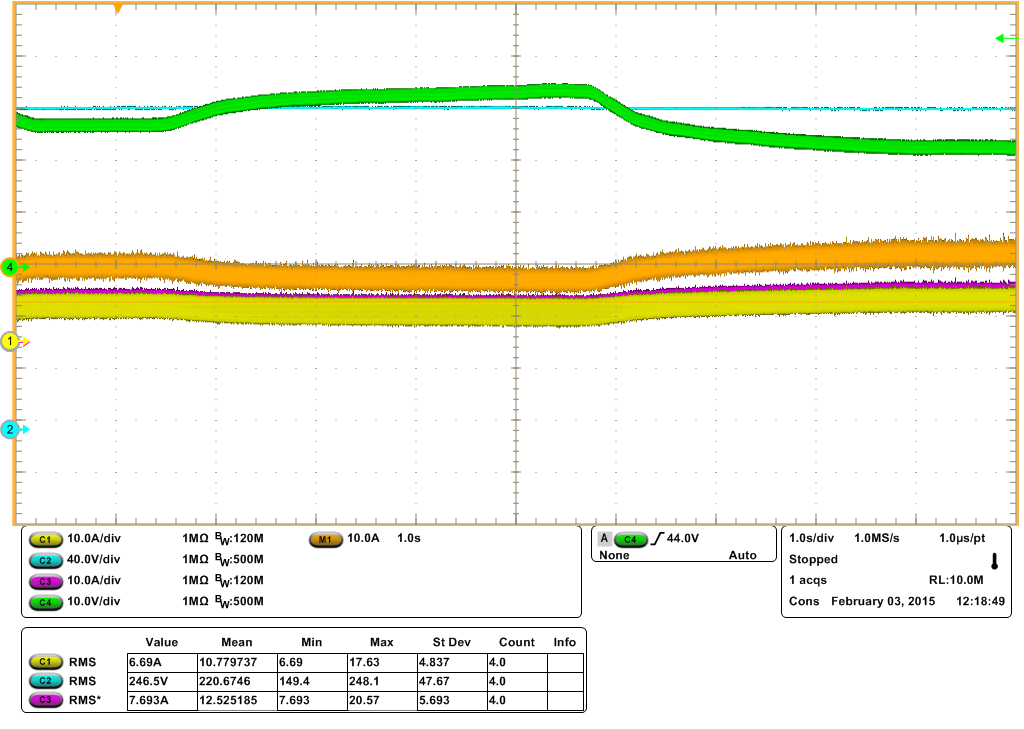 4
1
2
C1 10.0A/div 1MΩ BW:120M M1 10.0A 1.0s
C2 40.0V/div 1MΩ BW:500M
C3 10.0A/div 1MΩ BW:120M
C4 10.0V/div 1MΩ BW:500M
A C4 44.0V
None Auto
1.0s/div 1.0MS/s 1.0µs/pt
Stopped
1 acqs RL:10.0M
Cons February 03, 2015 12:18:49
Value Mean Min Max St Dev Count Info
C1 RMS 6.69A 10.779737 6.69 17.63 4.837 4.0
C2 RMS 246.5V 220.6746 149.4 248.1 47.67 4.0
C3 RMS* 7.693A 12.525185 7.693 20.57 5.693 4.0